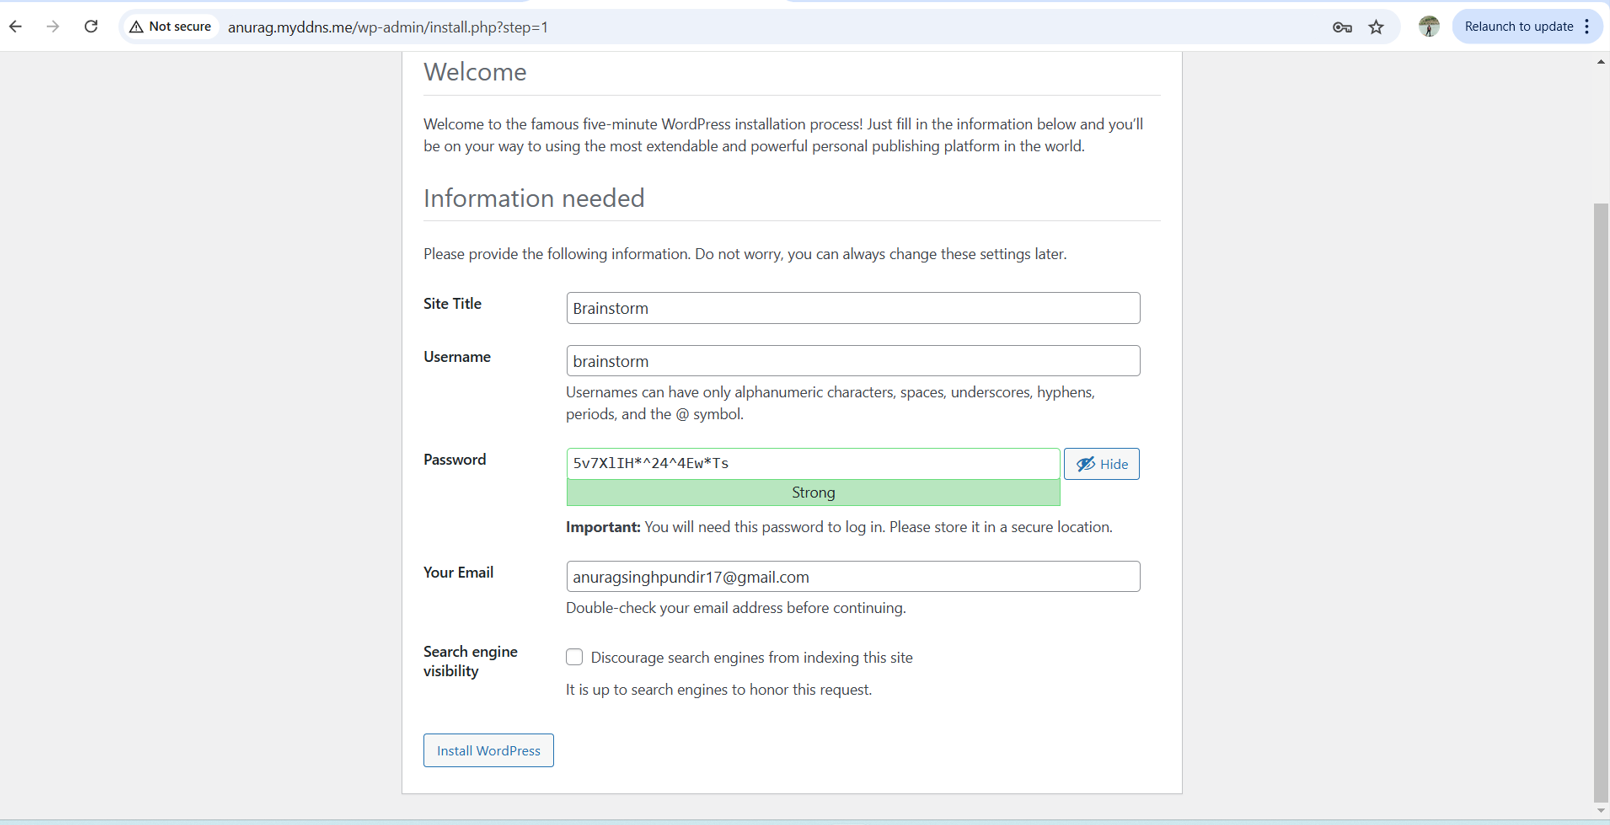 Not secure anurag.myddns.me/wp-admin/install.php?step=1 Relaunch to update
Welcome
Welcome to the famous five-minute WordPress installation process! Just fill in the information below and you’ll
be on your way to using the most extendable and powerful personal publishing platform in the world.
Information needed
Please provide the following information. Do not worry, you can always change these settings later.
Site Title Brainstorm
Username brainstorm
Usernames can have only alphanumeric characters, spaces, underscores, hyphens,
periods, and the @ symbol.
Password 5v7XlIH*^24^4Ew*Ts Hide
Strong
Important: You will need this password to log in. Please store it in a secure location.
Your Email anuragsinghpundir17@gmail.com
Double-check your email address before continuing.
Search engine
visibility
Discourage search engines from indexing this site
It is up to search engines to honor this request.
Install WordPress